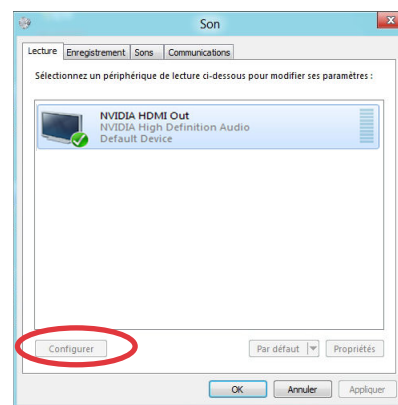 Son
Lecture Enregistrement Sons Communications
Sélectionnez un périphérique de lecture ci-dessous pour modifier ses paramètres :
NVIDIA HDMI Out
NVIDIA High Definition Audio
Default Device
Configurer Par défaut Propriétés
OK Annuler Appliquer